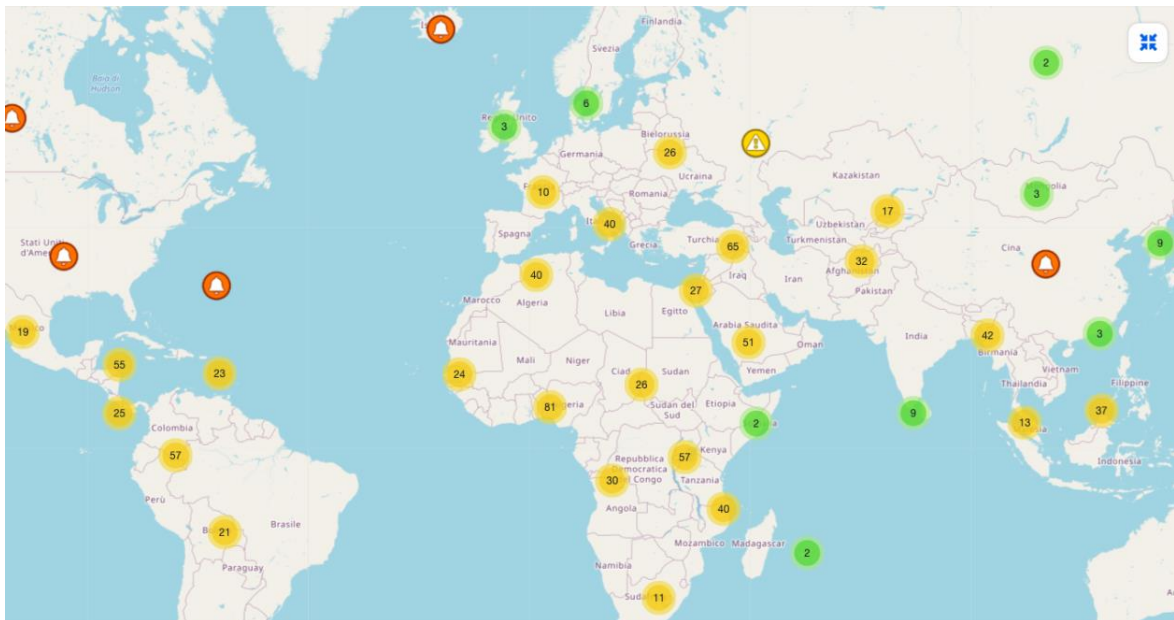 Finlandia
Svezia
Baia di
Hudson
2
6
3
Bielorussia
26
Germania
Ucraina
Kazakistan
10
Romania
3
17
40
Spagna
Grecia
Turchia
65
Uzbekistan
Turkmenistan
Stati Uniti
d'America
Cina
9
32
Afghanistan
Iraq
Iran
Pakistan
40
Marocco
Algeria
27
Libia
Egitto
19
Arabia Saudita
51
Oman
India
42
Birmania
3
55
23
24
Mauritania
Mali
Niger
Ciad
Sudan
26
Yemen
Vietnam
Thailandia
Filippine
25
81
Sudan del
Sud
Etiopia
2
9
13
37
Colombia
57
Repubblica
Democratica
del Congo
57
Kenya
30
Tanzania
Indonesia
Perù
Brasile
21
Angola
40
Mozambico
Madagascar
2
Paraguay
Namibia
11